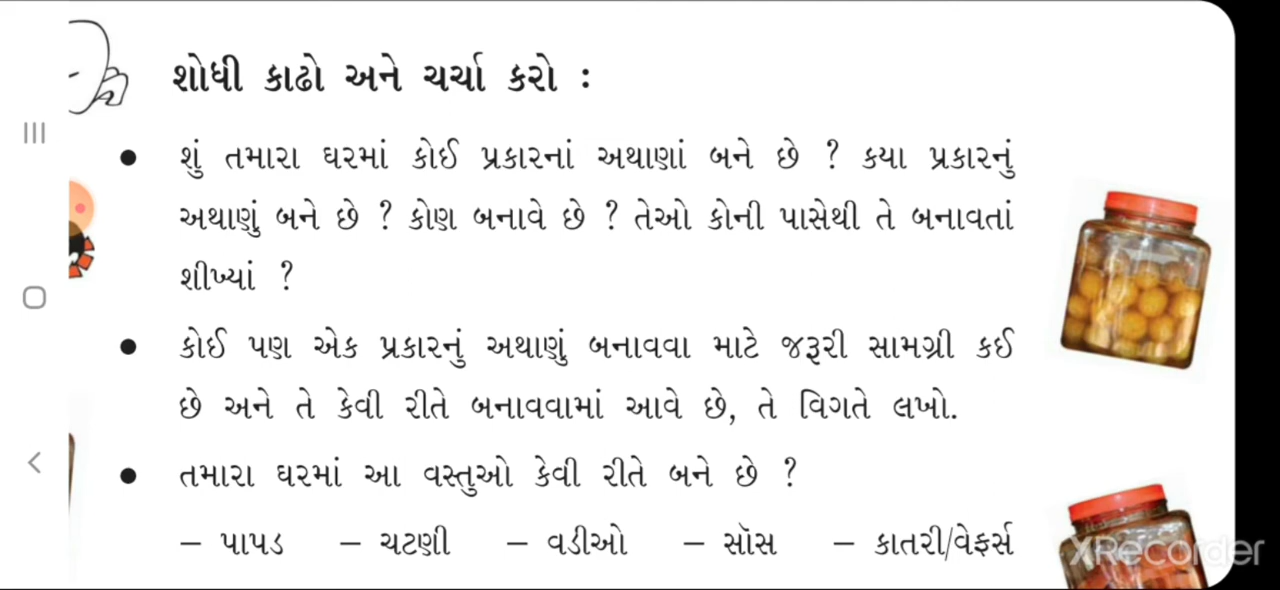 શોધી કાઢો અને ચર્ચા કરો :
• શું તમારા ઘરમાં કોઈ પ્રકારનાં અથાણાં બને છે ? કયા પ્રકારનું
અથાણું બને છે ? કોણ બનાવે છે ? તેઓ કોની પાસેથી તે બનાવતાં
શીખ્યાં ?
• કોઈ પણ એક પ્રકારનું અથાણું બનાવવા માટે જરૂરી સામગ્રી કઈ
છે અને તે કેવી રીતે બનાવવામાં આવે છે, તે વિગતે લખો.
• તમારા ઘરમાં આ વસ્તુઓ કેવી રીતે બને છે ?
– પાપડ – ચટણી – વડીઓ – સૉસ – કાતરી/વેફર્સ
XRecorder